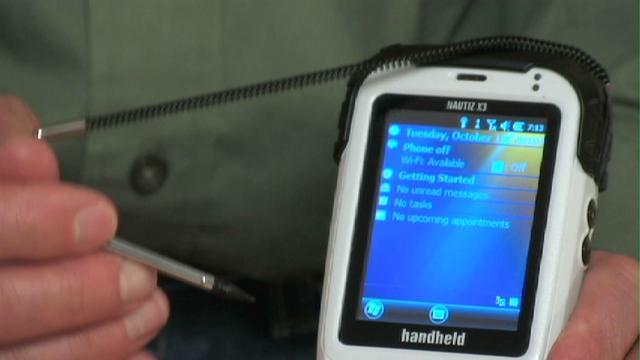 NAUTIZ X3
7:13
Tuesday, October
Phone off
Wi-Fi: Available
Off
Getting Started
No unread messages
No tasks
No upcoming appointments
handheld